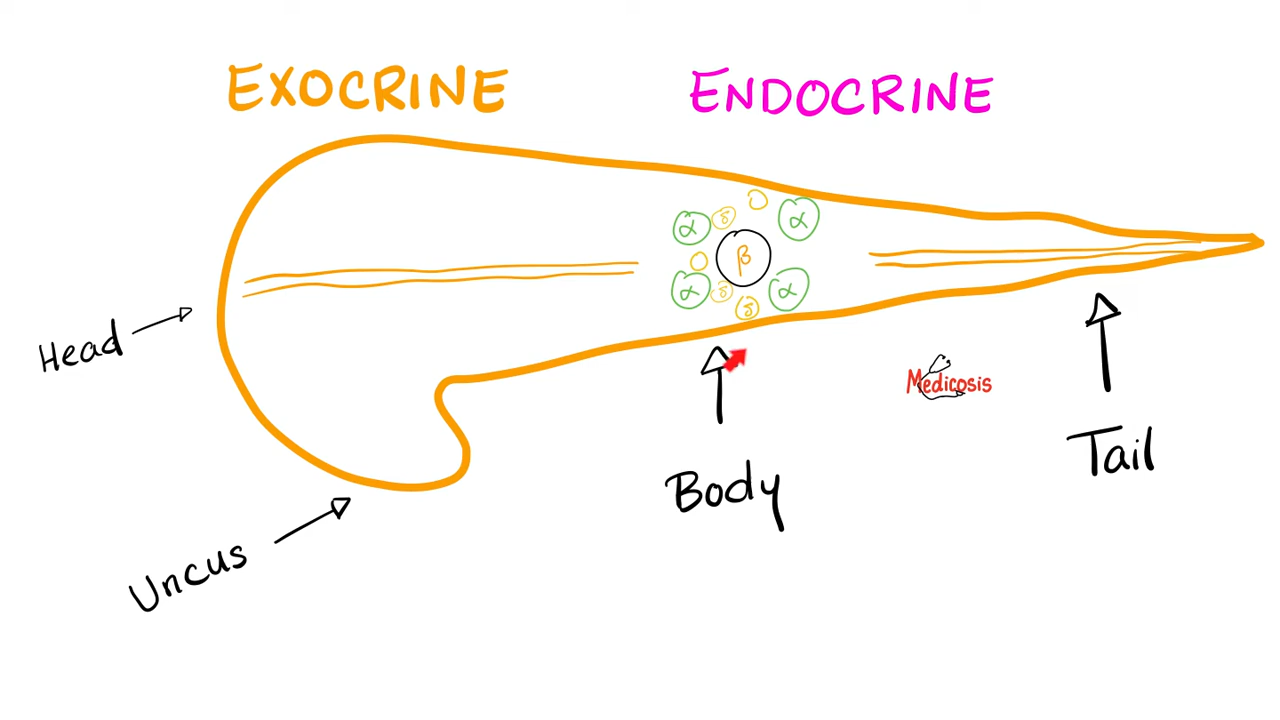 EXOCRINE
ENDOCRINE
α
δ
α
β
α
δ
α
δ
Head
Medicosis
Body
Tail
Uncus